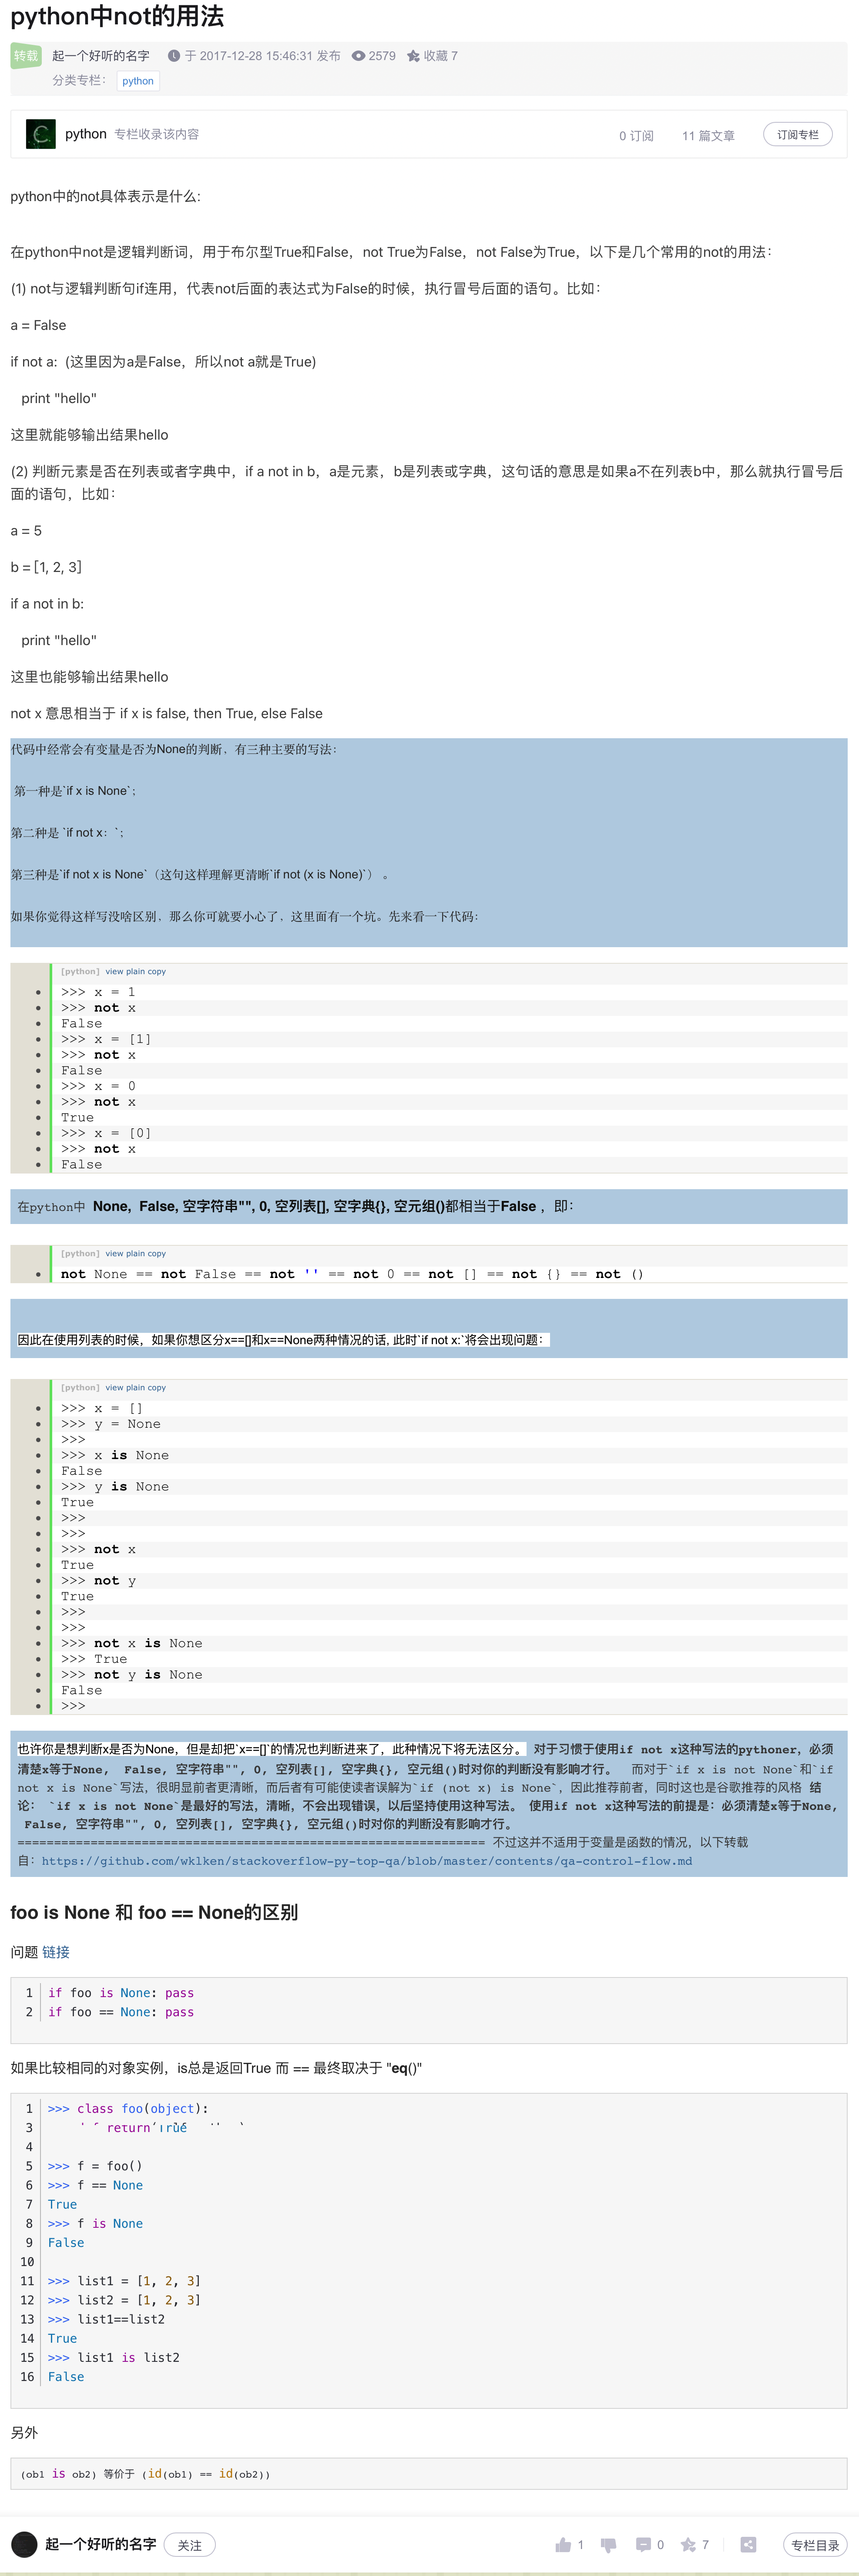 python中not的用法
转载 起一个好听的名字 于 2017-12-28 15:46:31 发布 2579 收藏 7
分类专栏： python
python 专栏收录该内容 0 订阅 11 篇文章 订阅专栏
python中的not具体表示是什么:
在python中not是逻辑判断词，用于布尔型True和False，not True为False，not False为True，以下是几个常用的not的用法：
(1) not与逻辑判断句if连用，代表not后面的表达式为False的时候，执行冒号后面的语句。比如：
a = False
if not a: (这里因为a是False，所以not a就是True)
print "hello"
这里就能够输出结果hello
(2) 判断元素是否在列表或者字典中，if a not in b，a是元素，b是列表或字典，这句话的意思是如果a不在列表b中，那么就执行冒号后
面的语句，比如：
a = 5
b = [1, 2, 3]
if a not in b:
print "hello"
这里也能够输出结果hello
not x 意思相当于 if x is false, then True, else False
代码中经常会有变量是否为None的判断，有三种主要的写法：
第一种是`if x is None`；
第二种是 `if not x：`；
第三种是`if not x is None`（这句这样理解更清晰`if not (x is None)`） 。
如果你觉得这样写没啥区别，那么你可就要小心了，这里面有一个坑。先来看一下代码：
[python] view plain copy
>>> x = 1
>>> not x
False
>>> x = [1]
>>> not x
False
>>> x = 0
>>> not x
True
>>> x = [0]
>>> not x
False
在python中 None, False, 空字符串"", 0, 空列表[], 空字典{}, 空元组()都相当于False ，即：
[python] view plain copy
not None == not False == not '' == not 0 == not [] == not {} == not ()
因此在使用列表的时候，如果你想区分x==[]和x==None两种情况的话, 此时`if not x:`将会出现问题：
[python] view plain copy
>>> x = []
>>> y = None
>>>
>>> x is None
False
>>> y is None
True
>>>
>>>
>>> not x
True
>>> not y
True
>>>
>>>
>>> not x is None
>>> True
>>> not y is None
False
>>>
也许你是想判断x是否为None，但是却把`x==[]`的情况也判断进来了，此种情况下将无法区分。 对于习惯于使用if not x这种写法的pythoner，必须
清楚x等于None, False, 空字符串"", 0, 空列表[], 空字典{}, 空元组()时对你的判断没有影响才行。 而对于`if x is not None`和`if
not x is None`写法，很明显前者更清晰，而后者有可能使读者误解为`if (not x) is None`，因此推荐前者，同时这也是谷歌推荐的风格 结
论： `if x is not None`是最好的写法，清晰，不会出现错误，以后坚持使用这种写法。 使用if not x这种写法的前提是：必须清楚x等于None,
False, 空字符串"", 0, 空列表[], 空字典{}, 空元组()时对你的判断没有影响才行。
================================================================ 不过这并不适用于变量是函数的情况，以下转载
自：https://github.com/wklken/stackoverflow-py-top-qa/blob/master/contents/qa-control-flow.md
foo is None 和 foo == None的区别
问题 链接
1 if foo is None: pass
2 if foo == None: pass
如果比较相同的对象实例，is总是返回True 而 == 最终取决于 "eq()"
1 >>> class foo(object):
3 return True
4
5 >>> f = foo()
6 >>> f == None
7 True
8 >>> f is None
9 False
10
11 >>> list1 = [1, 2, 3]
12 >>> list2 = [1, 2, 3]
13 >>> list1==list2
14 True
15 >>> list1 is list2
16 False
另外
(ob1 is ob2) 等价于 (id(ob1) == id(ob2))
起一个好听的名字 关注 1 0 7 专栏目录